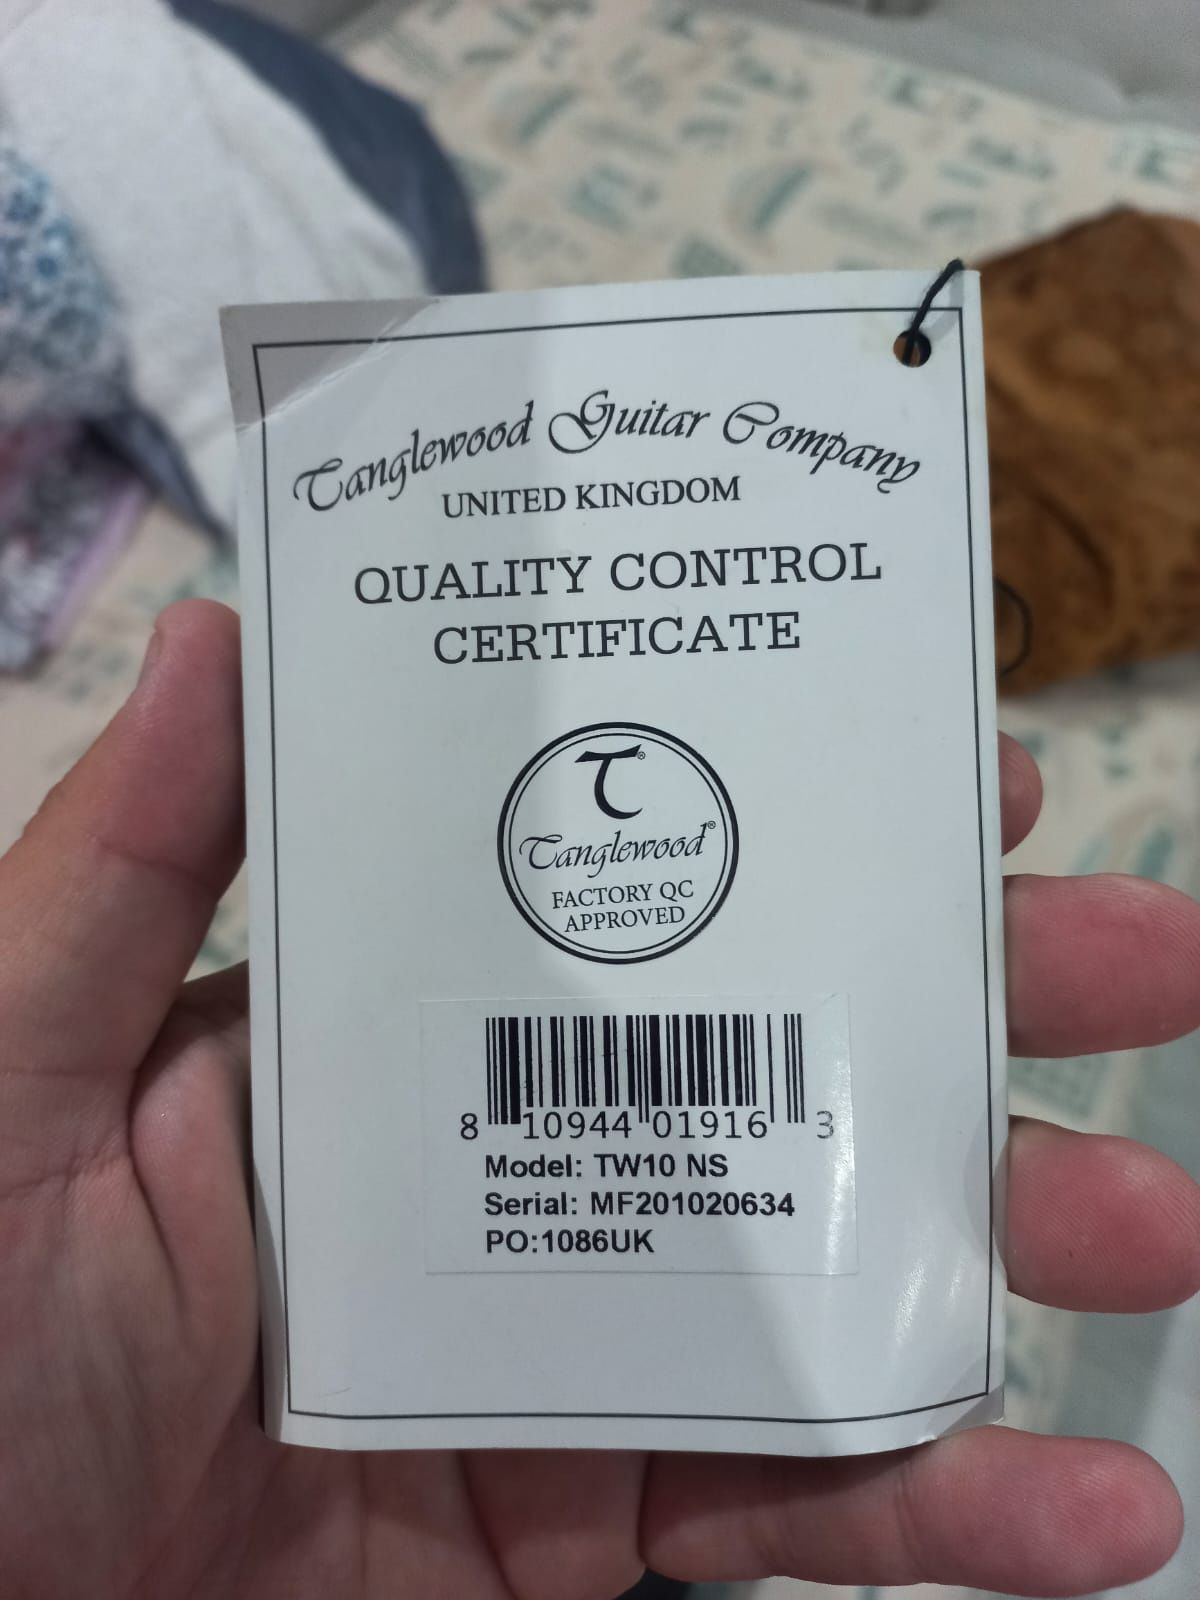 Tanglewood Guitar Company
UNITED KINGDOM
QUALITY CONTROL
CERTIFICATE
T®
Tanglewood®
FACTORY QC
APPROVED
8 10944 01916 3
Model: TW10 NS
Serial: MF201020634
PO:1086UK